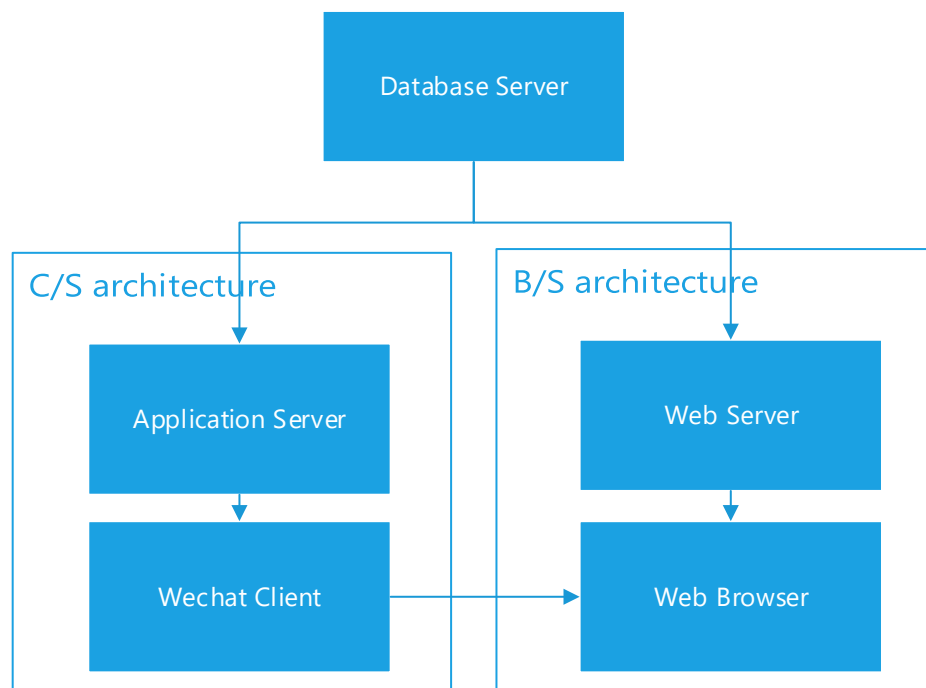 Database Server
C/S architecture
B/S architecture
Application Server
Web Server
Wechat Client
Web Browser